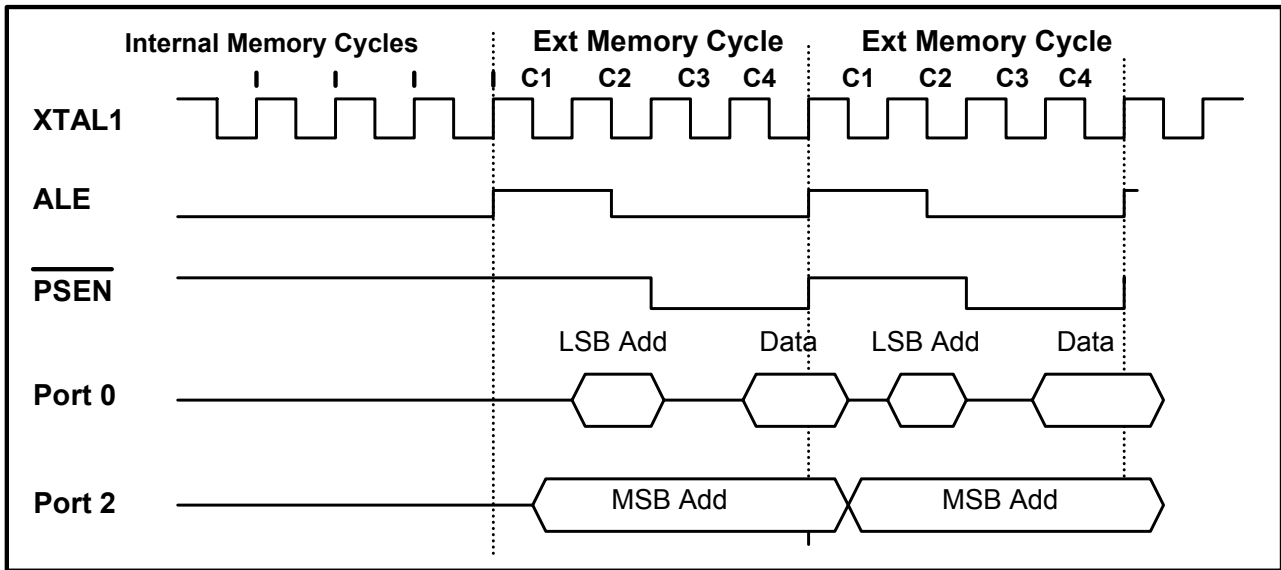 Internal Memory Cycles Ext Memory Cycle Ext Memory Cycle
C1 C2 C3 C4 C1 C2 C3 C4
XTAL1
ALE
PSEN
LSB Add Data LSB Add Data
Port 0
Port 2 MSB Add MSB Add